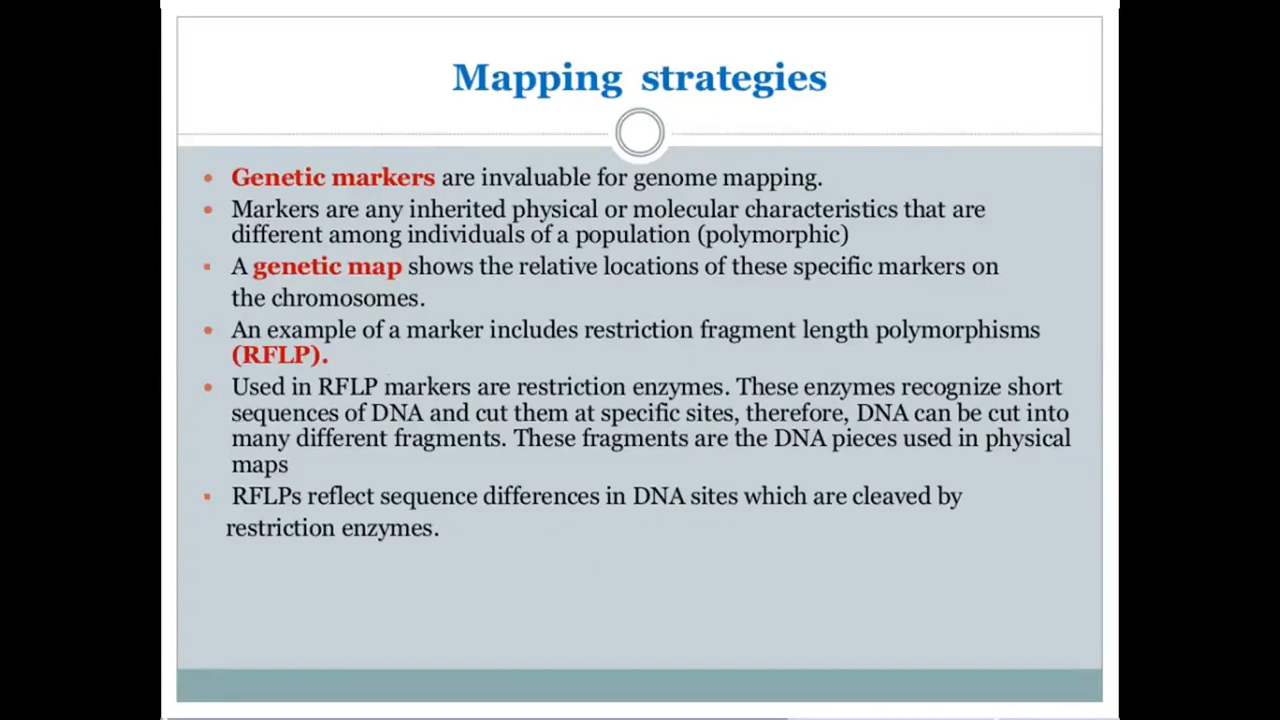 Mapping strategies
Genetic markers are invaluable for genome mapping.
Markers are any inherited physical or molecular characteristics that are
different among individuals of a population (polymorphic)
A genetic map shows the relative locations of these specific markers on
the chromosomes.
An example of a marker includes restriction fragment length polymorphisms
(RFLP).
Used in RFLP markers are restriction enzymes. These enzymes recognize short
sequences of DNA and cut them at specific sites, therefore, DNA can be cut into
many different fragments. These fragments are the DNA pieces used in physical
maps
RFLPs reflect sequence differences in DNA sites which are cleaved by
restriction enzymes.